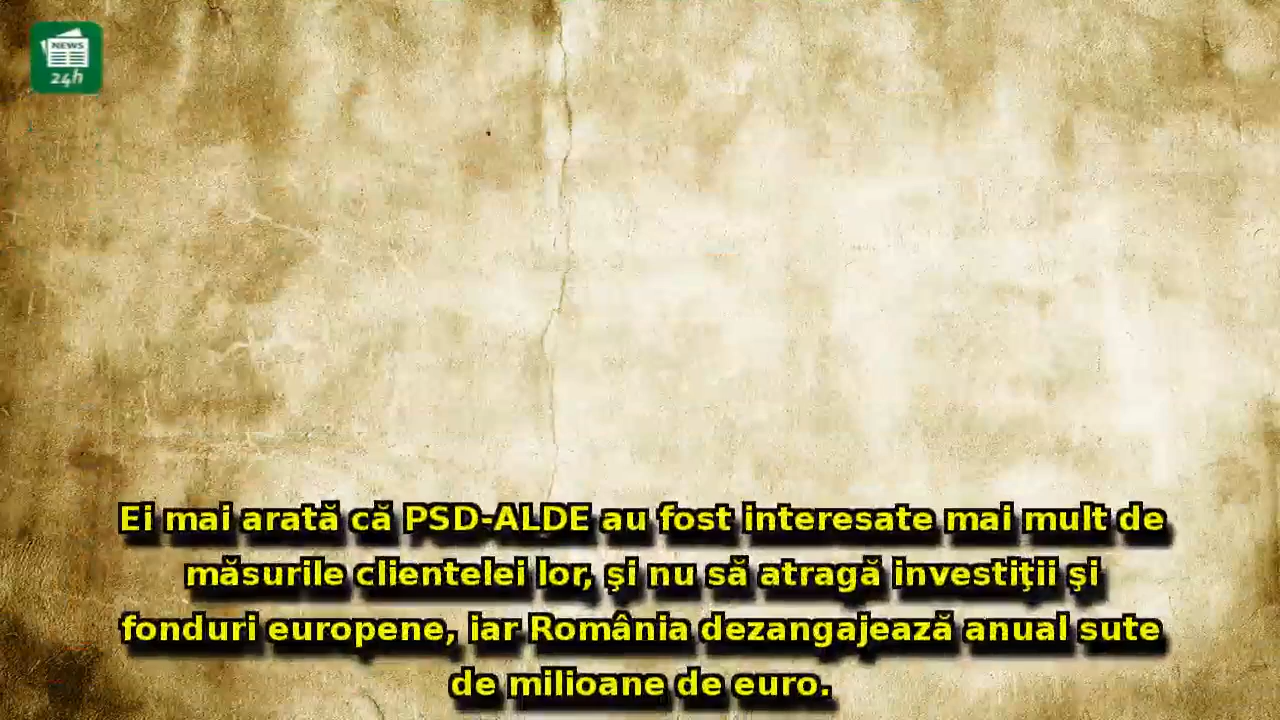 NEWS
24h
Ei mai arată că PSD-ALDE au fost interesate mai mult de
măsurile clientelei lor, şi nu să atragă investiţii şi
fonduri europene, iar România dezangajează anual sute
de milioane de euro.